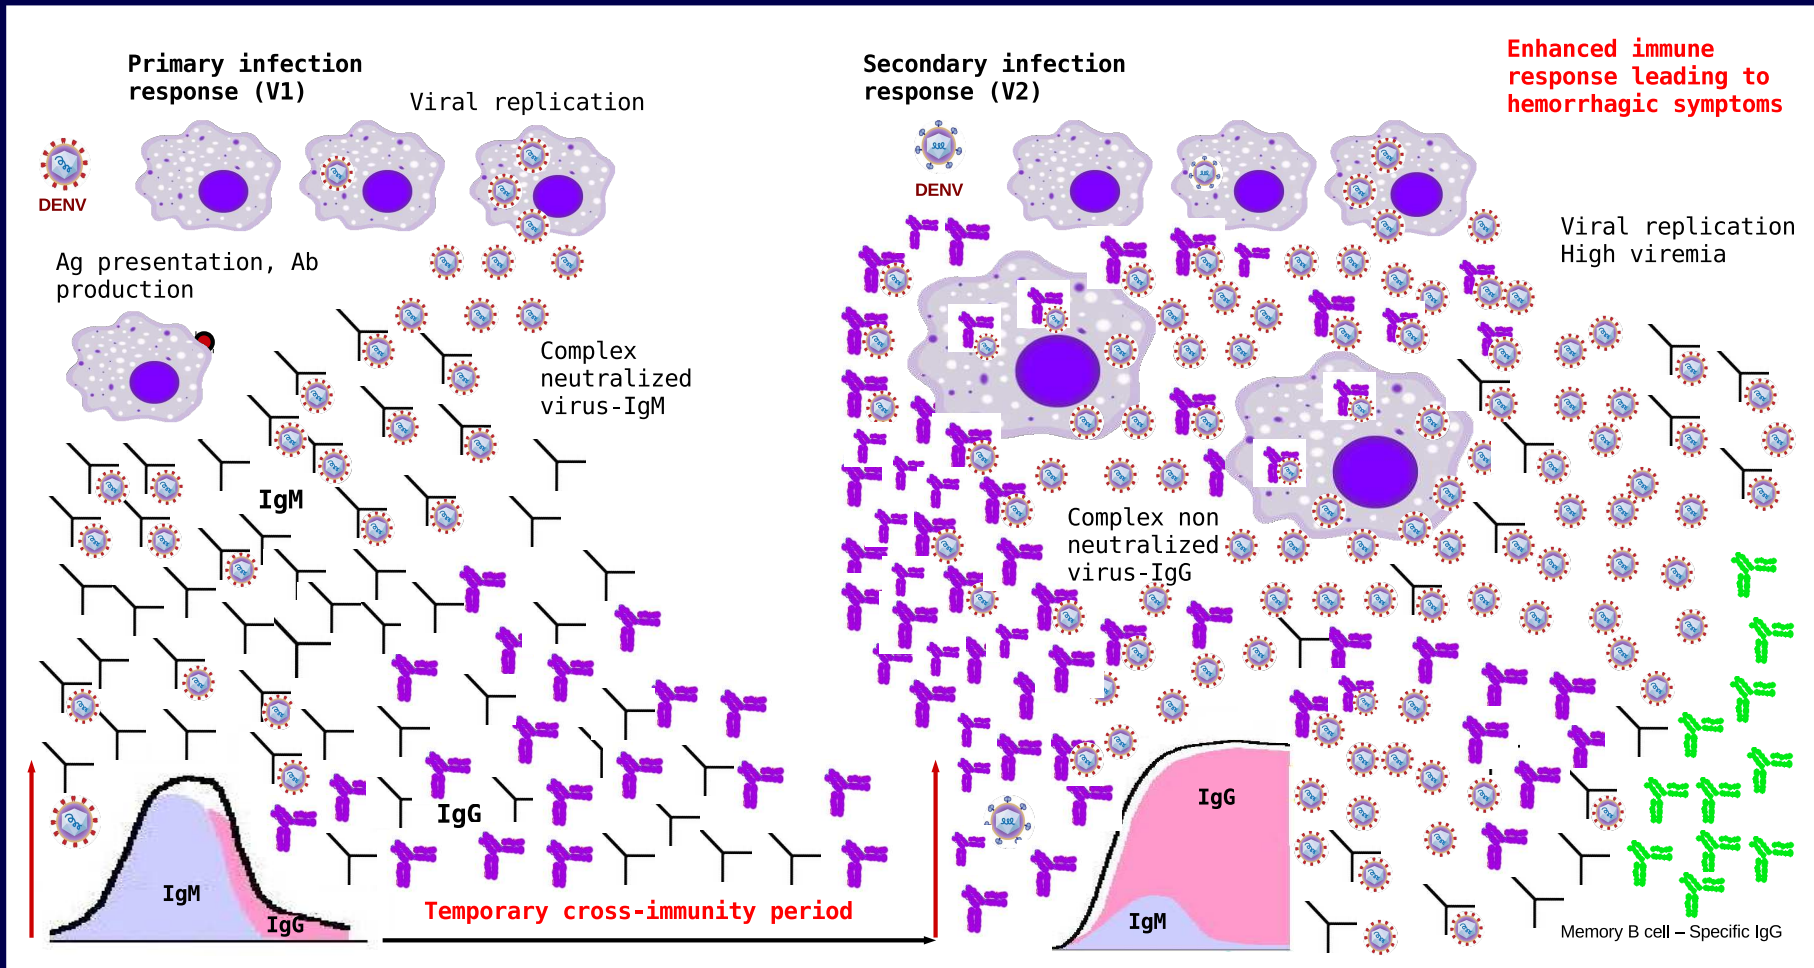 Primary infection
response (V1)
Viral replication
DENV
Ag presentation, Ab
production
Complex
neutralized
virus-IgM
IgM
IgG
IgM
IgG
Temporary cross-immunity period
Secondary infection
response (V2)
Enhanced immune
response leading to
hemorrhagic symptoms
DENV
Viral replication
High viremia
Complex non
neutralized
virus-IgG
IgG
IgM
Memory B cell – Specific IgG